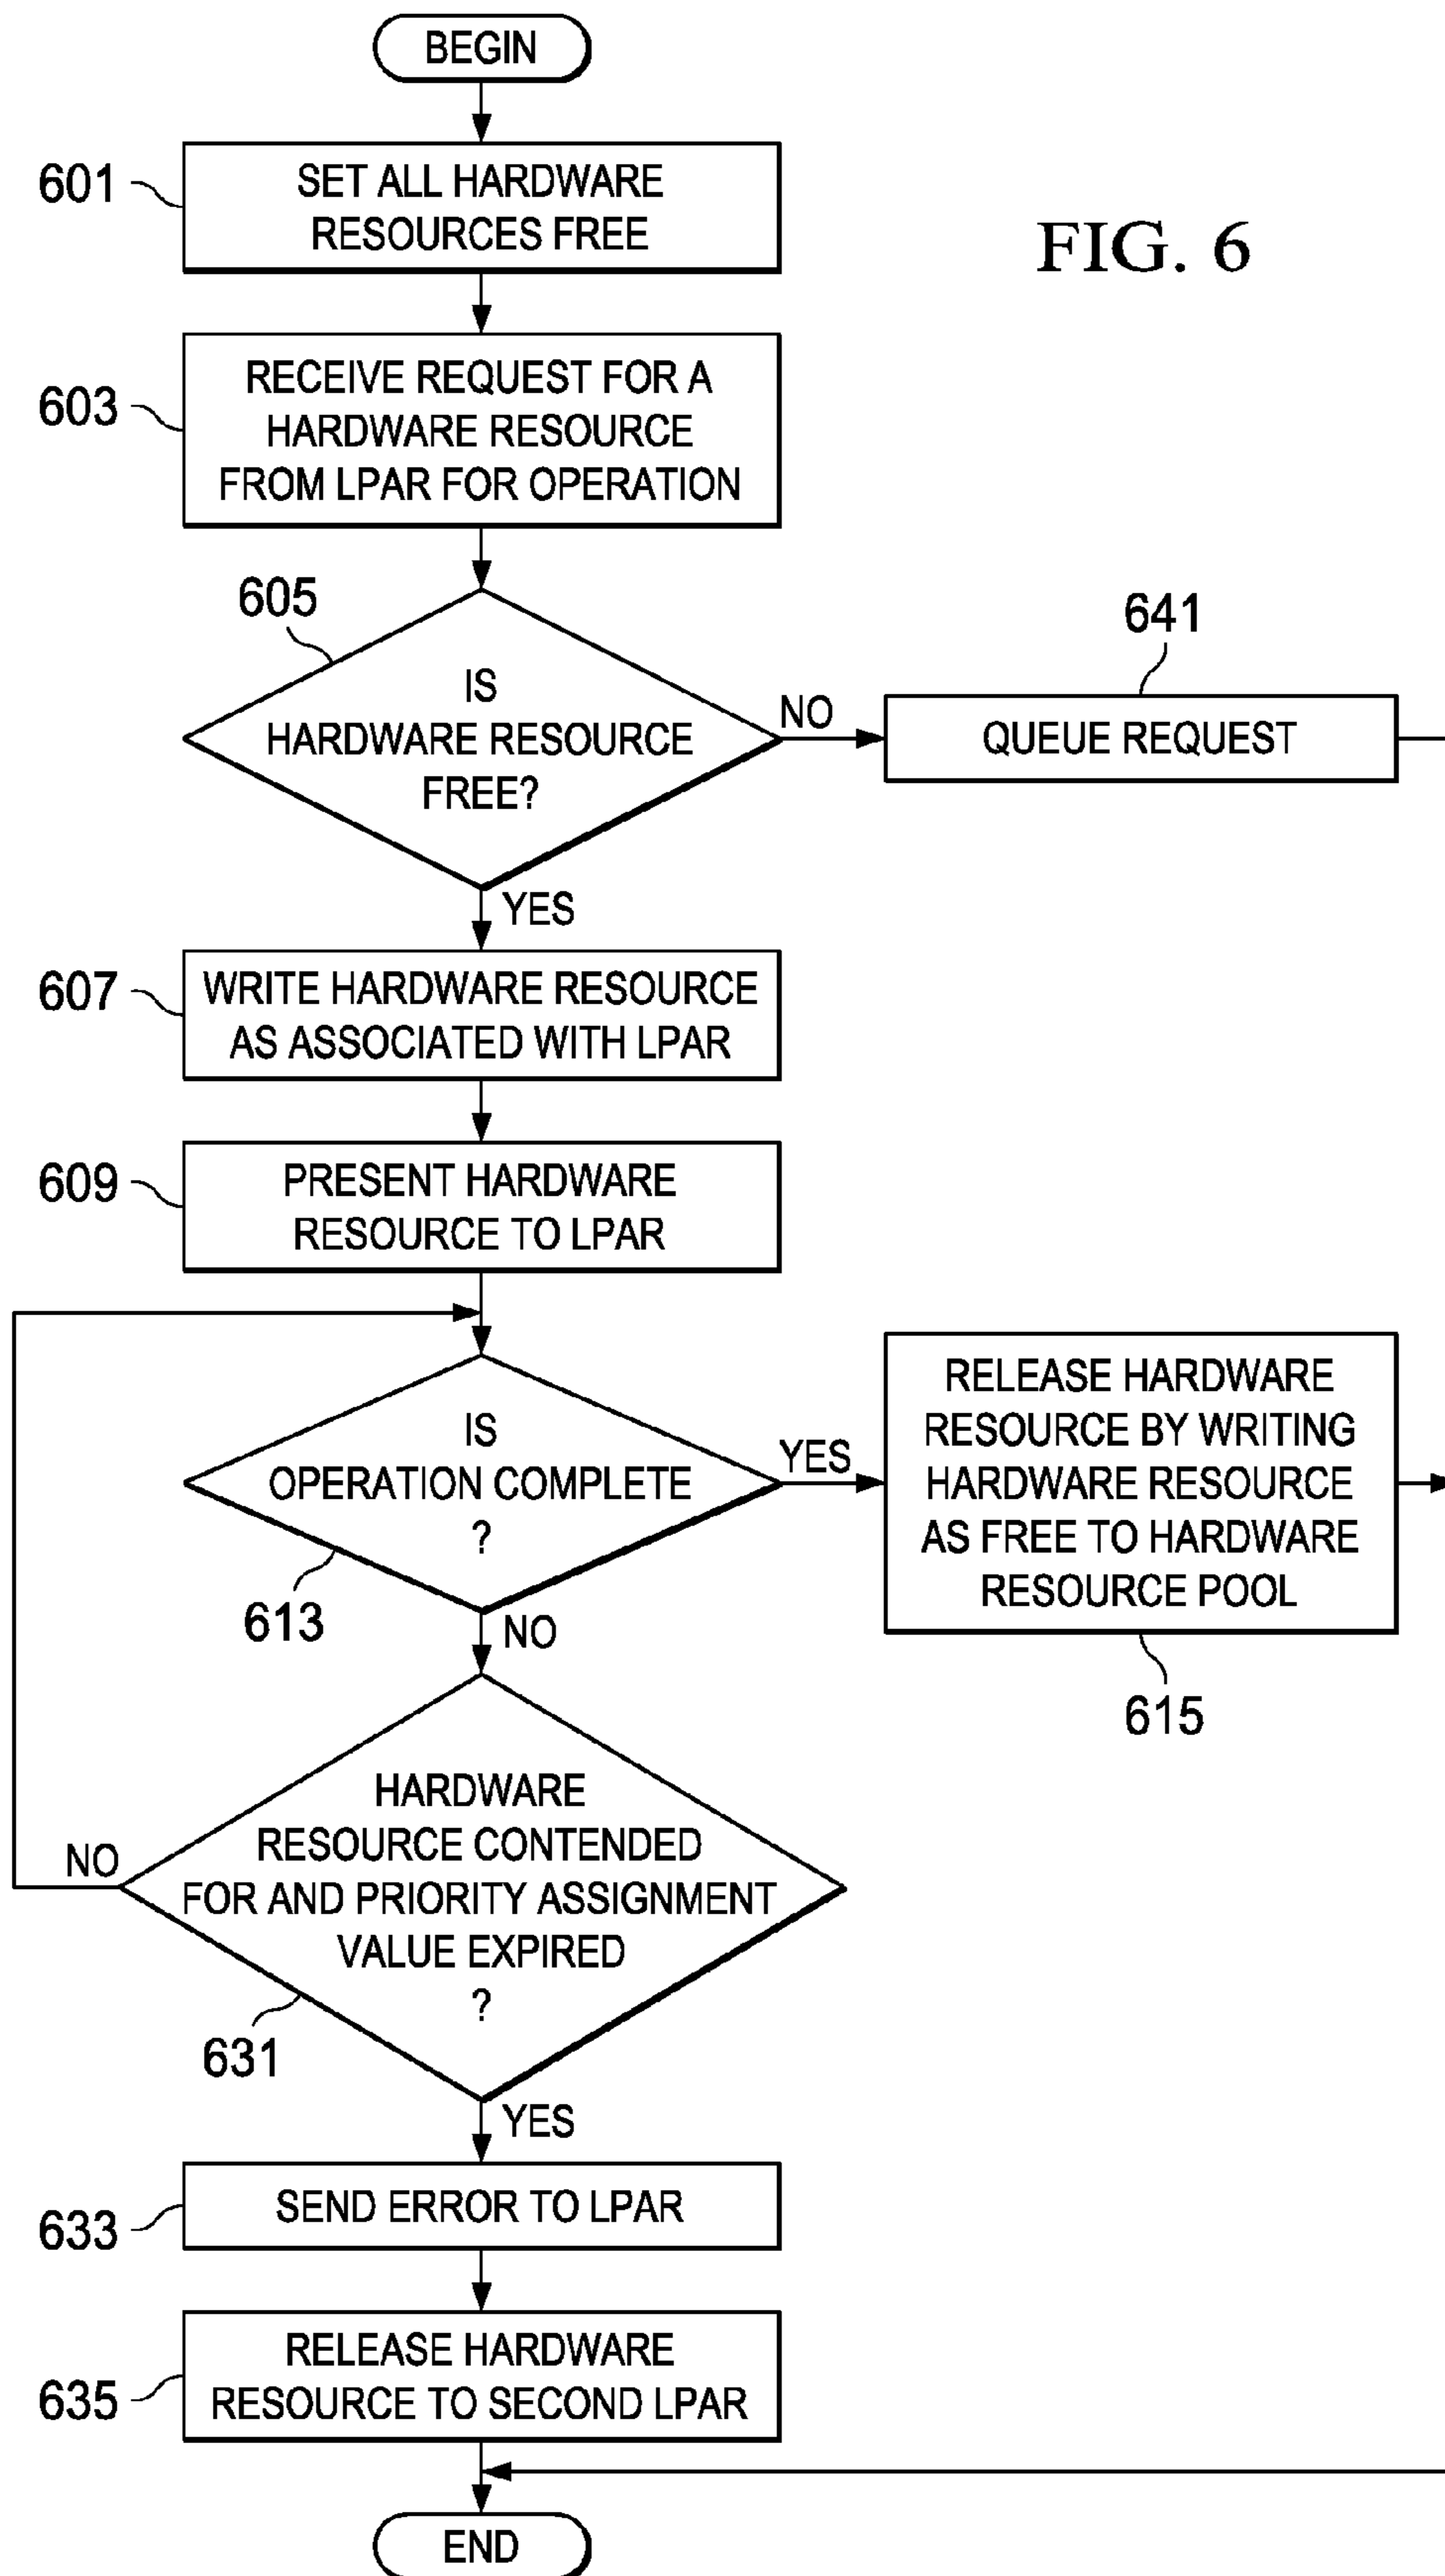 BEGIN
601
SET ALL HARDWARE
RESOURCES FREE
FIG. 6
603
RECEIVE REQUEST FOR A
HARDWARE RESOURCE
FROM LPAR FOR OPERATION
605
IS
HARDWARE RESOURCE
FREE?
NO
641
QUEUE REQUEST
YES
607
WRITE HARDWARE RESOURCE
AS ASSOCIATED WITH LPAR
609
PRESENT HARDWARE
RESOURCE TO LPAR
IS
OPERATION COMPLETE
?
613
YES
RELEASE HARDWARE
RESOURCE BY WRITING
HARDWARE RESOURCE
AS FREE TO HARDWARE
RESOURCE POOL
615
NO
HARDWARE
RESOURCE CONTENDED
FOR AND PRIORITY ASSIGNMENT
VALUE EXPIRED
?
NO
631
YES
633
SEND ERROR TO LPAR
635
RELEASE HARDWARE
RESOURCE TO SECOND LPAR
END